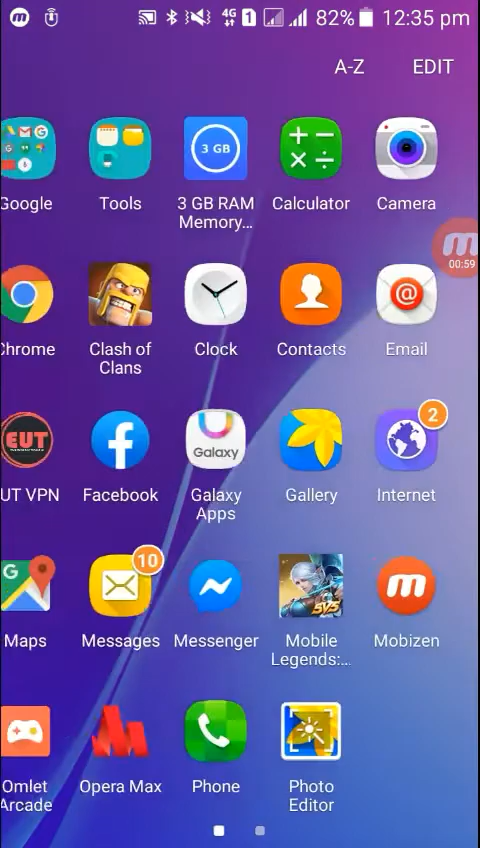 4G 1 82% 12:35 pm
A-Z EDIT
3 GB
Google Tools 3 GB RAM Memory... Calculator Camera
00:59
Chrome Clash of Clans Clock Contacts Email
EUT Galaxy 2
UT VPN Facebook Galaxy Apps Gallery Internet
G 10 5V5
Maps Messages Messenger Mobile Legends:... Mobizen
Omlet Arcade Opera Max Phone Photo Editor